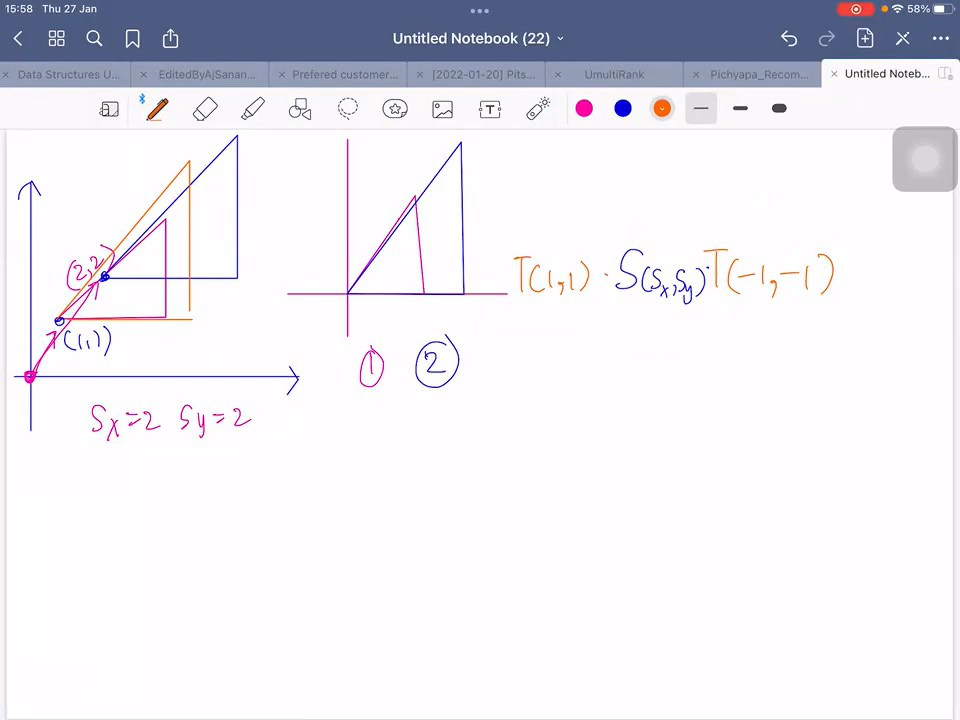 15:58 Thu 27 Jan
58%
Untitled Notebook (22)
Data Structures U...
EditedByAjSanan...
Prefered customer...
[2022-01-20] Pits...
UmultiRank
Pichyapa_Recom...
Untitled Noteb...
T
(2,2)
(1,1)
T(1,1) · S(Sx,Sy)·T(-1,-1)
1 2
Sx=2 Sy=2